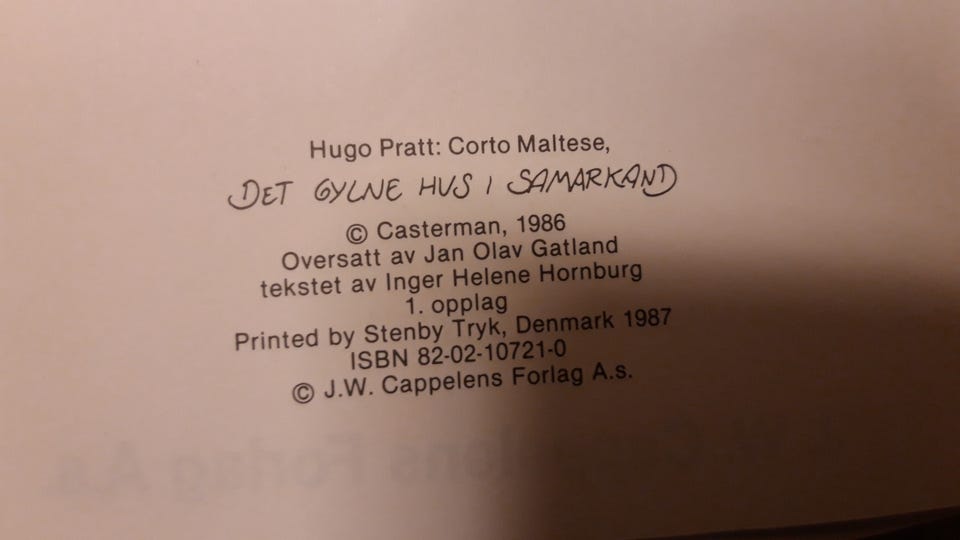 Hugo Pratt: Corto Maltese,
DET GYLNE HUS I SAMARKAND
© Casterman, 1986
Oversatt av Jan Olav Gatland
tekstet av Inger Helene Hornburg
1. opplag
Printed by Stenby Tryk, Denmark 1987
ISBN 82-02-10721-0
© J.W. Cappelens Forlag A.s.